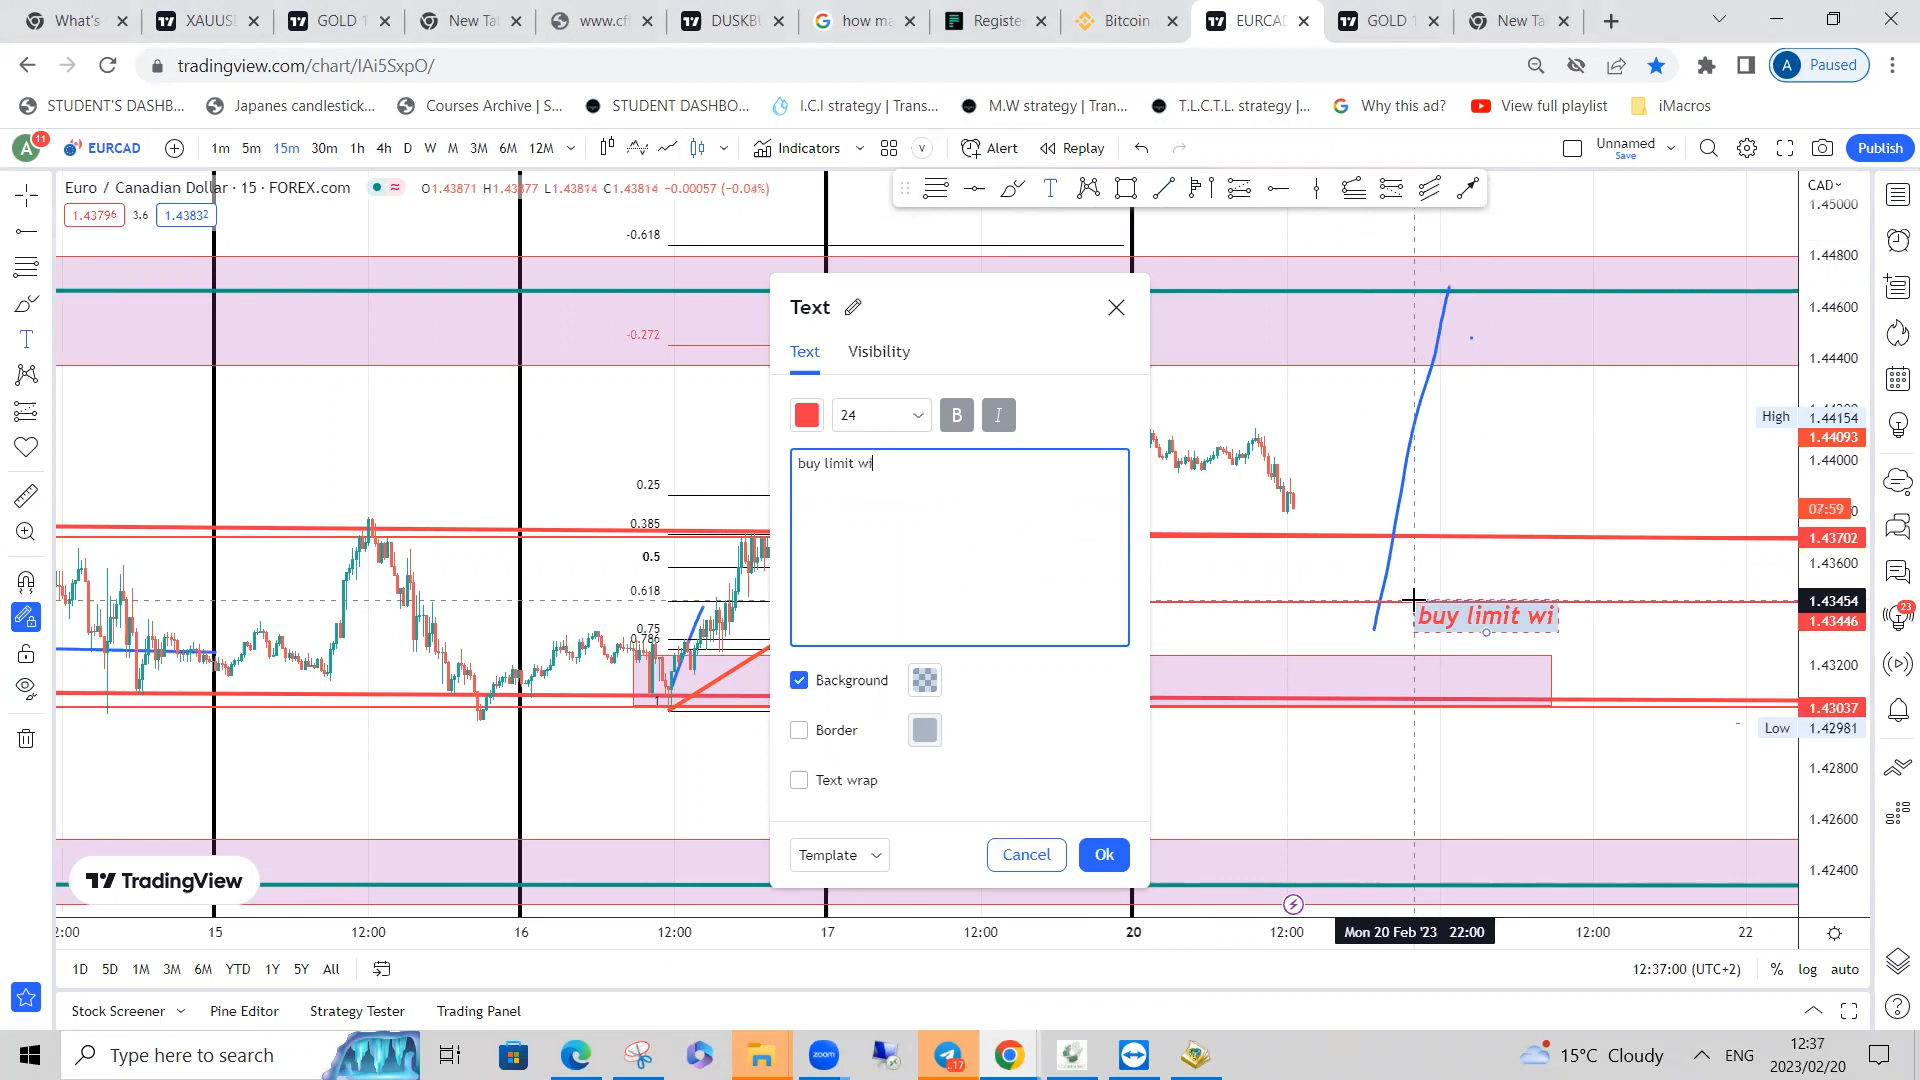 What's
XAUUS
GOLD 1
New Ta
www.cf
DUSKB
how ma
Registe
Bitcoin
EURCA
GOLD 1
New Ta
tradingview.com/chart/IAi5SxpO/
A Paused
STUDENT'S DASHB...
Japanes candlestick...
Courses Archive | S...
STUDENT DASHBO...
I.C.I strategy | Trans...
M.W strategy | Tran...
T.L.C.T.L. strategy |...
Why this ad?
View full playlist
iMacros
A 11
EURCAD
1m 5m 15m 30m 1h 4h D W M 3M 6M 12M
Indicators
Alert
Replay
Unnamed
Save
Publish
Euro / Canadian Dollar · 15 · FOREX.com
O1.43871 H1.43877 L1.43814 C1.43814 −0.00057 (−0.04%)
1.43796 3.6 1.43832
CAD
1.45000
1.44800
1.44600
1.44400
High 1.44154
1.44093
1.44000
07:59
1.43702
1.43600
1.43454
1.43446
1.43200
1.43037
Low 1.42981
1.42800
1.42600
1.42400
-0.618
-0.272
0.25
0.385
0.5
0.618
0.75
0.786
1
Text
Text
Visibility
24
B I
buy limit wi
Background
Border
Text wrap
Template
Cancel
Ok
buy limit wi
23
TradingView
2:00 15 12:00 16 12:00 17 12:00 20 12:00 Mon 20 Feb '23 22:00 12:00 22
1D 5D 1M 3M 6M YTD 1Y 5Y All
12:37:00 (UTC+2) % log auto
Stock Screener
Pine Editor
Strategy Tester
Trading Panel
Type here to search
zoom
17
15°C Cloudy
ENG
12:37
2023/02/20